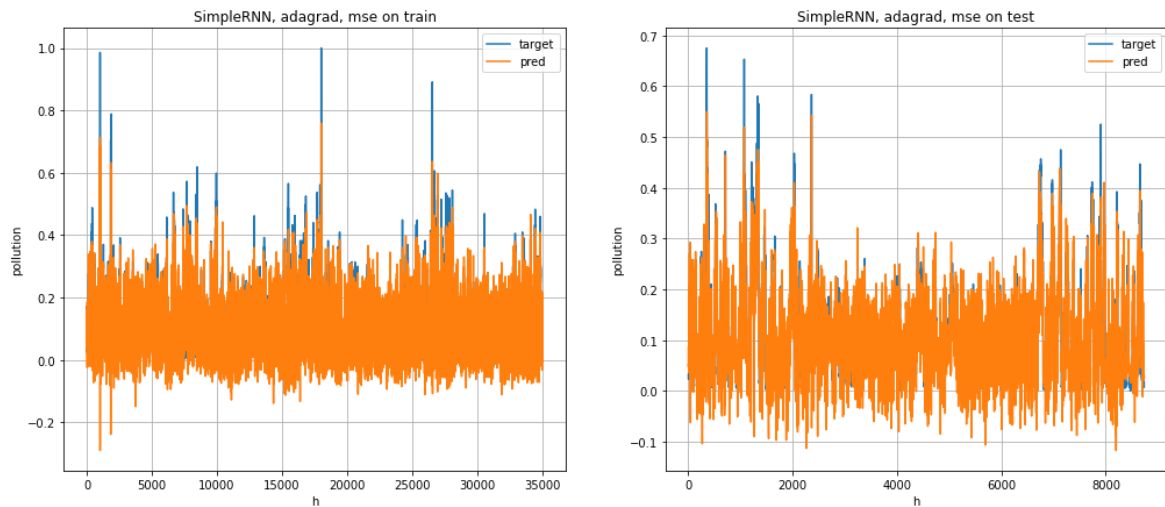 SimpleRNN, adagrad, mse on train
target
pred
1.0
0.8
0.6
0.4
0.2
0.0
−0.2
pollution
0 5000 10000 15000 20000 25000 30000 35000
h
SimpleRNN, adagrad, mse on test
target
pred
0.7
0.6
0.5
0.4
0.3
0.2
0.1
0.0
−0.1
pollution
0 2000 4000 6000 8000
h